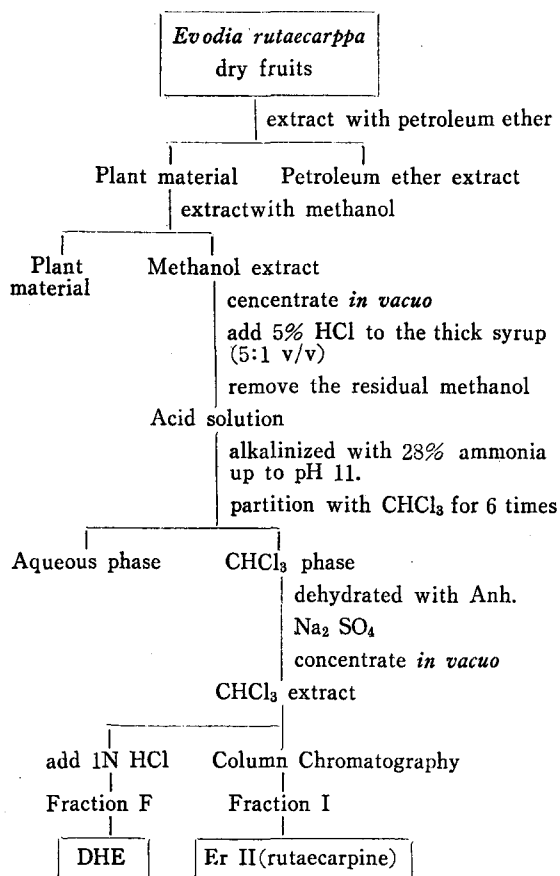 Evodia rutaecarppa
dry fruits
extract with petroleum ether
Plant material
Petroleum ether extract
extractwith methanol
Plant
material
Methanol extract
cencentrate in vacuo
add 5% HCl to the thick syrup
(5:1 v/v)
remove the residual methanol
Acid solution
alkalinized with 28% ammonia
up to pH 11.
partition with CHCl₃ for 6 times
Aqueous phase
CHCl₃ phase
dehydrated with Anh.
Na₂ SO₄
concentrate in vacuo
CHCl₃ extract
add 1N HCl
Column Chromatography
Fraction F
Fraction I
DHE
Er II(rutaecarpine)